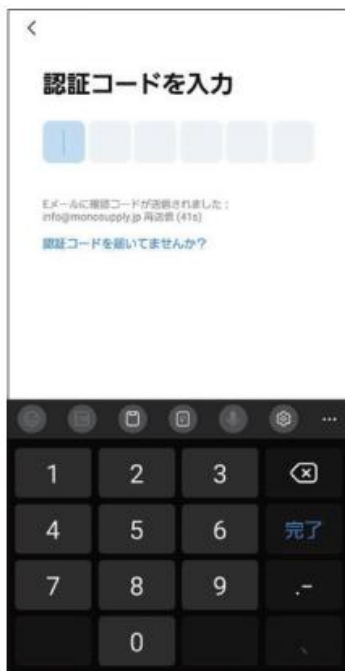 認証コードを入力
Eメールに確認コードが送信されました：
info@monosupply.jp 再送信 (41s)
認証コードを届いてませんか？
1 2 3
4 5 6 完了
7 8 9 .-
0 、